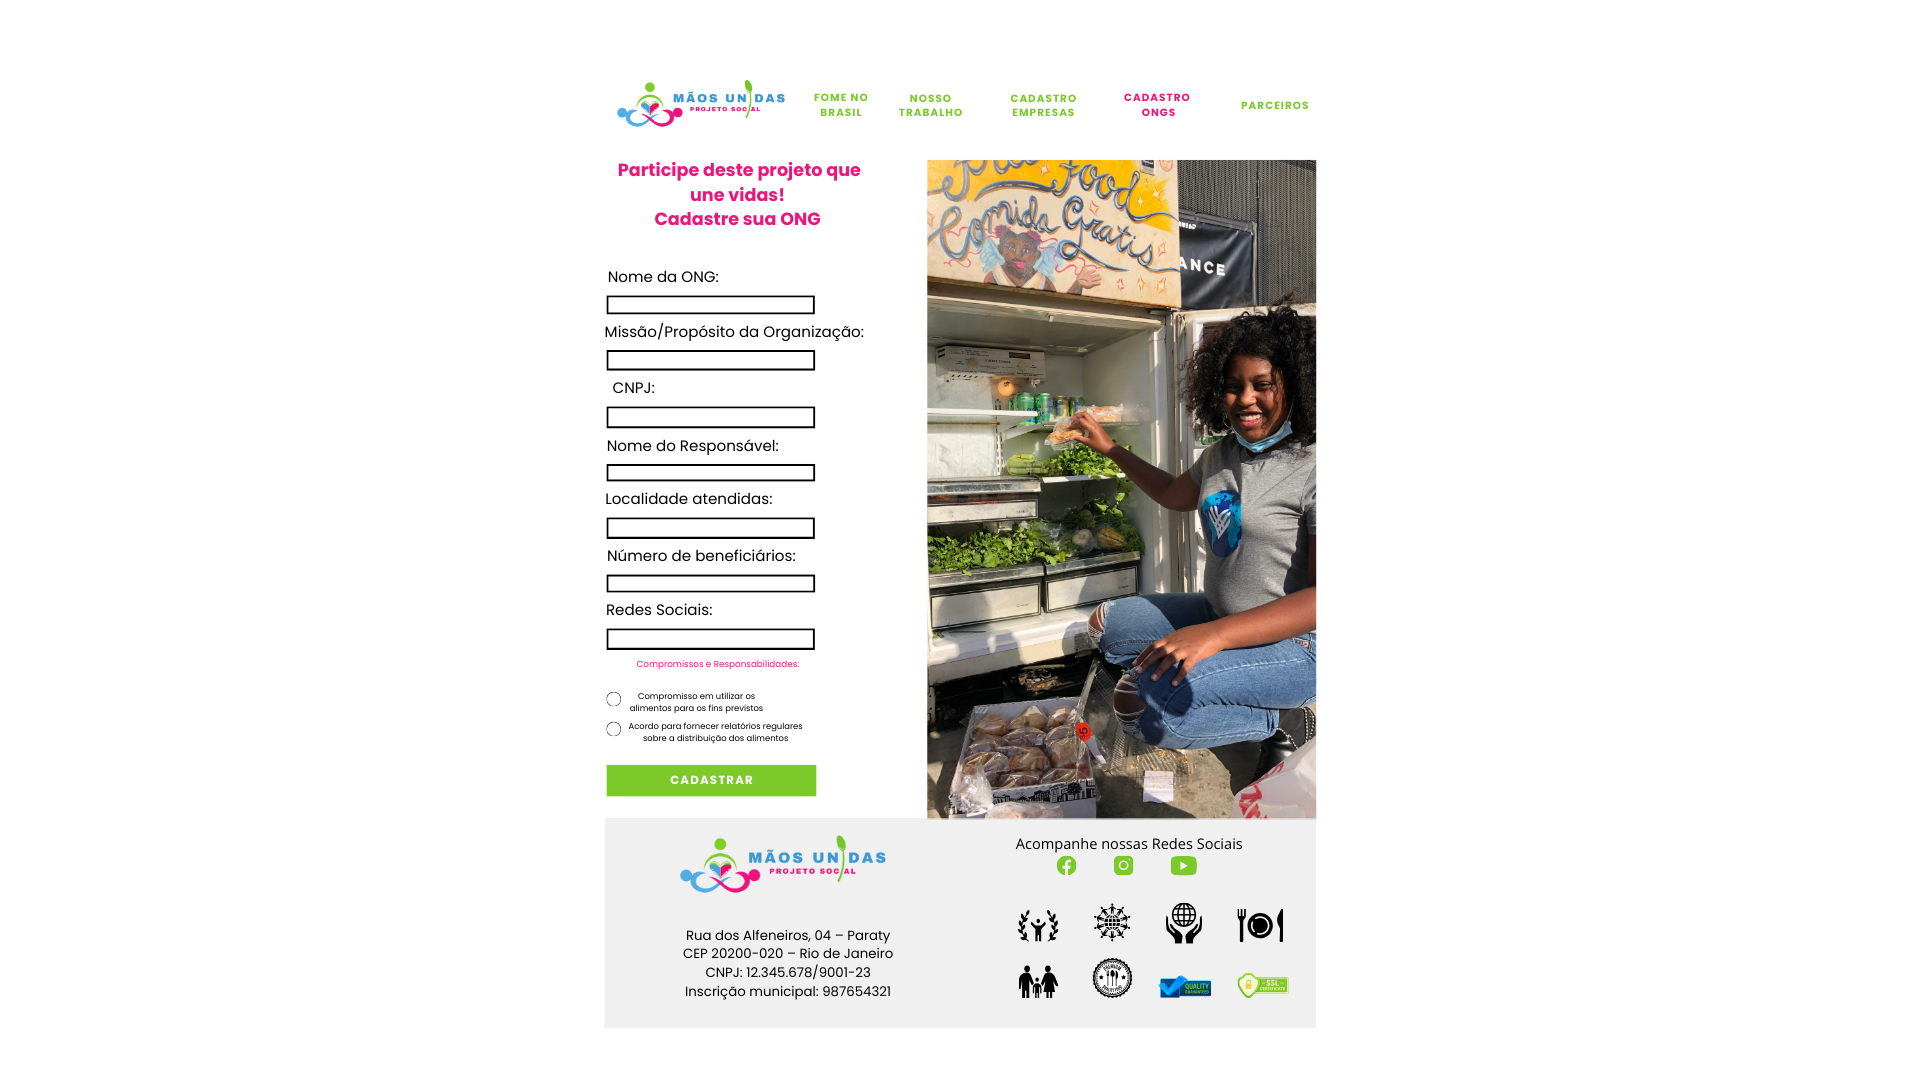 MÃOS UNIDAS
PROJETO SOCIAL
FOME NO
BRASIL
NOSSO
TRABALHO
CADASTRO
EMPRESAS
CADASTRO
ONGS
PARCEIROS
Participe deste projeto que
une vidas!
Cadastre sua ONG
Nome da ONG:
Missão/Propósito da Organização:
CNPJ:
Nome do Responsável:
Localidade atendidas:
Número de beneficiários:
Redes Sociais:
Compromissos e Responsabilidades:
Compromisso em utilizar os
alimentos para os fins previstos
Acordo para fornecer relatórios regulares
sobre a distribuição dos alimentos
CADASTRAR
Food
Comida Gratis
ANCE
MÃOS UNIDAS
PROJETO SOCIAL
Rua dos Alfeneiros, 04 – Paraty
CEP 20200-020 – Rio de Janeiro
CNPJ: 12.345.678/9001-23
Inscrição municipal: 987654321
Acompanhe nossas Redes Sociais
QUALITY
GUARANTEED
SSL
CERTIFICATE